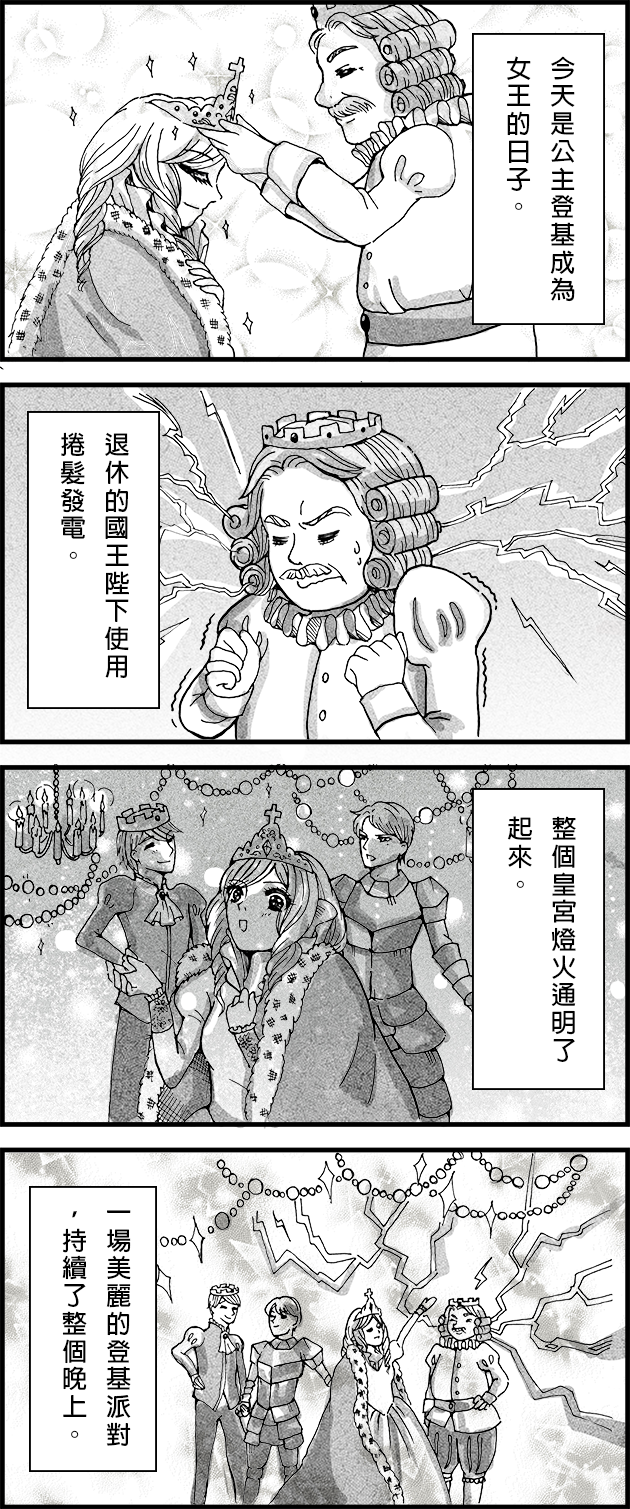 今天是公主登基成為
女王的日子。
退休的國王陛下使用
捲髮發電。
整個皇宮燈火通明了
起來。
一場美麗的登基派對
，持續了整個晚上。